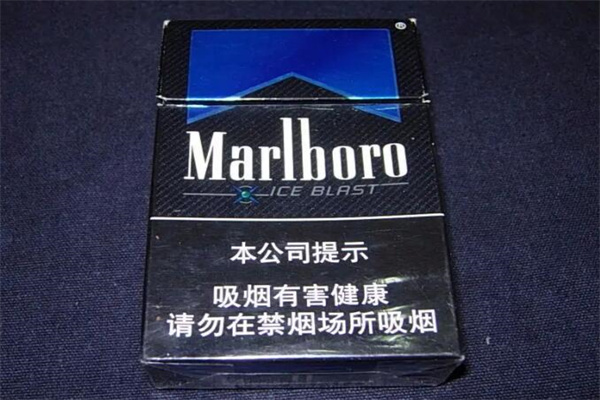 Marlboro
ICE BLAST
本公司提示
吸烟有害健康
请勿在禁烟场所吸烟